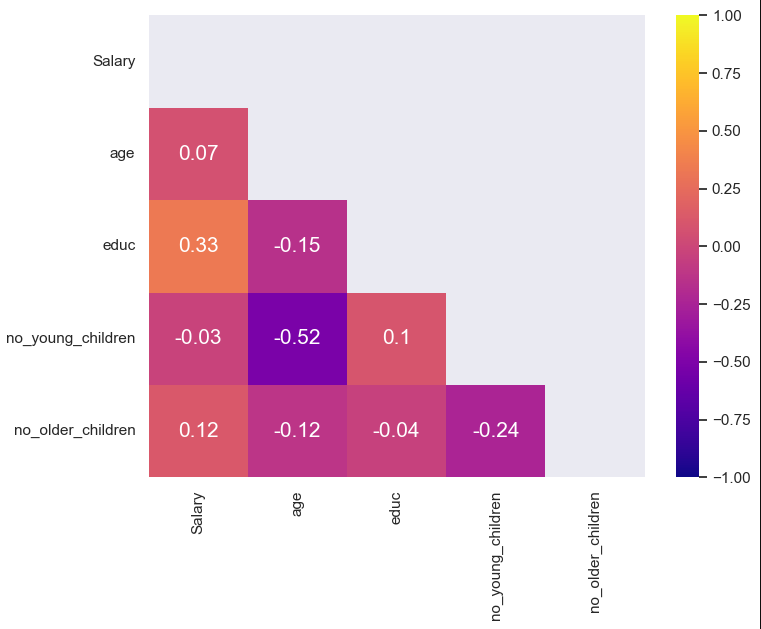 Salary
age
0.07
educ
0.33 -0.15
no_young_children
-0.03 -0.52 0.1
no_older_children
0.12 -0.12 -0.04 -0.24
Salary
age
educ
no_young_children
no_older_children
1.00
0.75
0.50
0.25
0.00
−0.25
−0.50
−0.75
−1.00